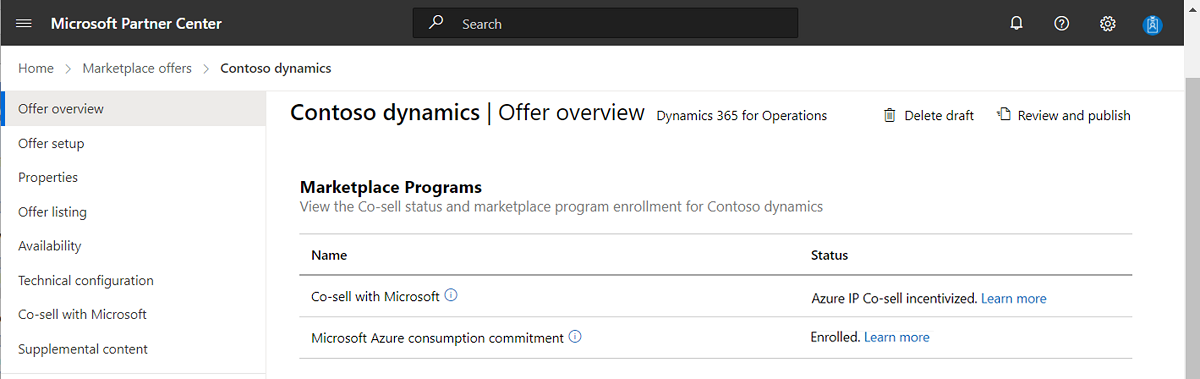 Microsoft Partner Center
Search
Home > Marketplace offers > Contoso dynamics
Offer overview
Offer setup
Properties
Offer listing
Availability
Technical configuration
Co-sell with Microsoft
Supplemental content
Contoso dynamics | Offer overview Dynamics 365 for Operations
Delete draft
Review and publish
Marketplace Programs
View the Co-sell status and marketplace program enrollment for Contoso dynamics
Name Status
Co-sell with Microsoft Azure IP Co-sell incentivized. Learn more
Microsoft Azure consumption commitment Enrolled. Learn more